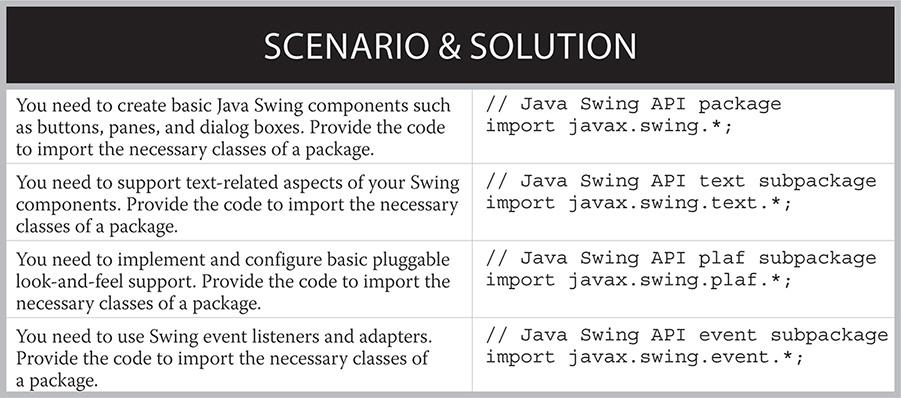 SCENARIO & SOLUTION
You need to create basic Java Swing components such
as buttons, panes, and dialog boxes. Provide the code
to import the necessary classes of a package.
// Java Swing API package
import javax.swing.*;
You need to support text-related aspects of your Swing
components. Provide the code to import the necessary
classes of a package.
// Java Swing API text subpackage
import javax.swing.text.*;
You need to implement and configure basic pluggable
look-and-feel support. Provide the code to import the
necessary classes of a package.
// Java Swing API plaf subpackage
import javax.swing.plaf.*;
You need to use Swing event listeners and adapters.
Provide the code to import the necessary classes of
a package.
// Java Swing API event subpackage
import javax.swing.event.*;